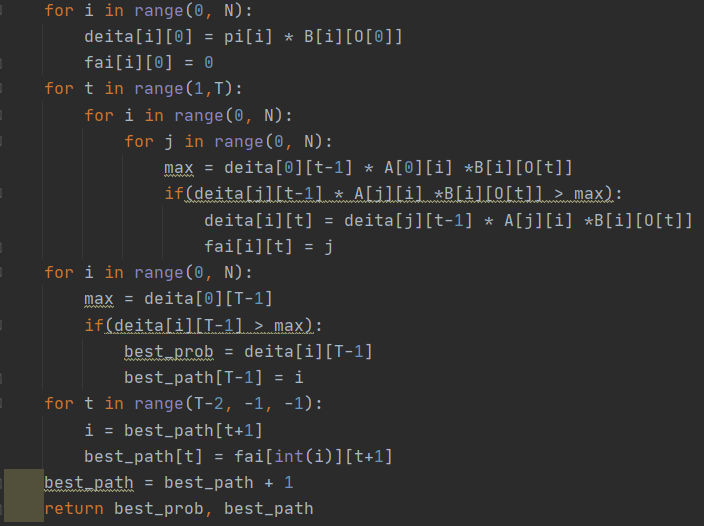 for i in range(0, N):
    deita[i][0] = pi[i] * B[i][O[0]]
    fai[i][0] = 0
for t in range(1,T):
    for i in range(0, N):
        for j in range(0, N):
            max = deita[0][t-1] * A[0][i] *B[i][O[t]]
            if(deita[j][t-1] * A[j][i] *B[i][O[t]] > max):
                deita[i][t] = deita[j][t-1] * A[j][i] *B[i][O[t]]
                fai[i][t] = j
for i in range(0, N):
    max = deita[0][T-1]
    if(deita[i][T-1] > max):
        best_prob = deita[i][T-1]
        best_path[T-1] = i
for t in range(T-2, -1, -1):
    i = best_path[t+1]
    best_path[t] = fai[int(i)][t+1]
best_path = best_path + 1
return best_prob, best_path